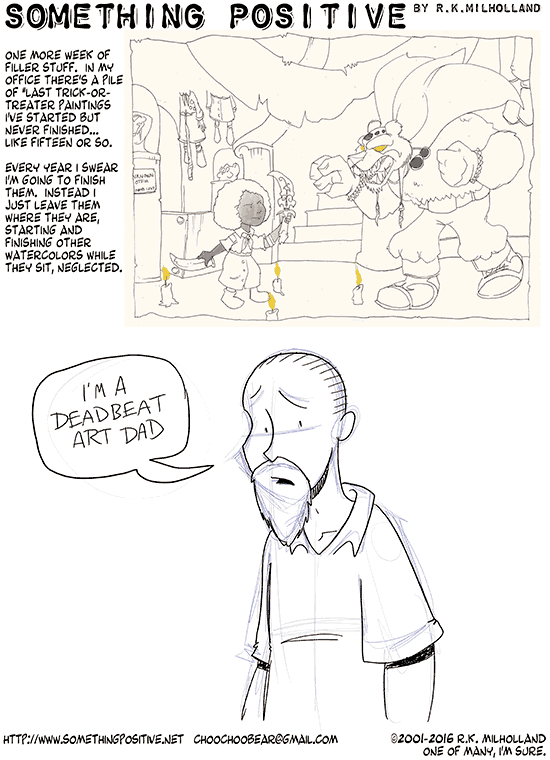 SOMETHING POSITIVE BY R.K.MILHOLLAND
ONE MORE WEEK OF
FILLER STUFF. IN MY
OFFICE THERE'S A PILE
OF "LAST TRICK-OR-
TREATER PAINTINGS
I'VE STARTED BUT
NEVER FINISHED...
LIKE FIFTEEN OR SO.
EVERY YEAR I SWEAR
I'M GOING TO FINISH
THEM. INSTEAD I
JUST LEAVE THEM
WHERE THEY ARE,
STARTING AND
FINISHING OTHER
WATERCOLORS WHILE
THEY SIT, NEGLECTED.
I'M A
DEADBEAT
ART DAD
HTTP://WWW.SOMETHINGPOSITIVE.NET CHOOCHOOBEAR@GMAIL.COM
©2001-2016 R.K. MILHOLLAND
ONE OF MANY, I'M SURE.